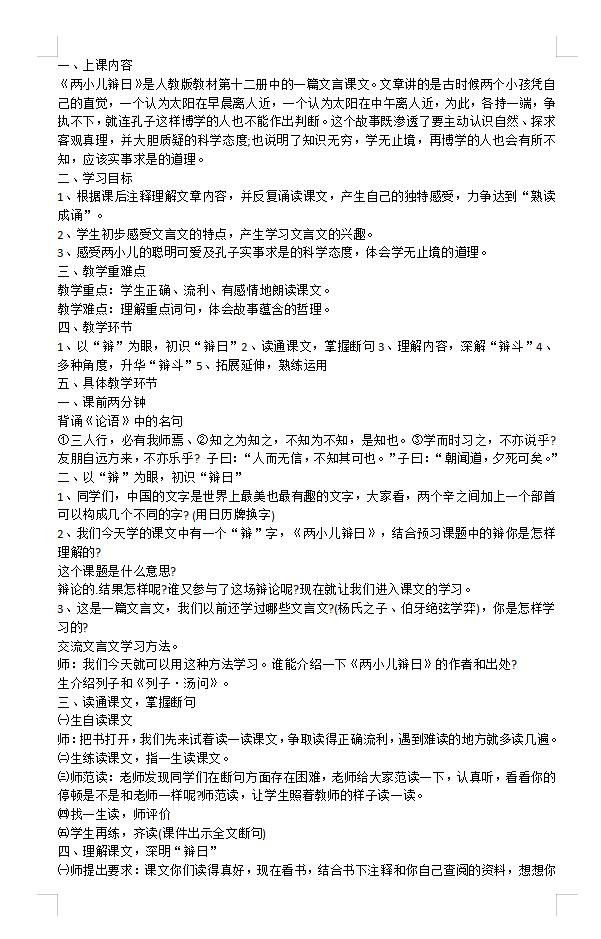 一、上课内容
《两小儿辩日》是人教版教材第十二册中的一篇文言课文。文章讲的是古时候两个小孩凭自
己的直觉，一个认为太阳在早晨离人近，一个认为太阳在中午离人近，为此，各持一端，争
执不下，就连孔子这样博学的人也不能作出判断。这个故事既渗透了要主动认识自然、探求
客观真理，并大胆质疑的科学态度;也说明了知识无穷，学无止境，再博学的人也会有所不
知，应该实事求是的道理。
二、学习目标
1、根据课后注释理解文章内容，并反复诵读课文，产生自己的独特感受，力争达到“熟读
成诵”。
2、学生初步感受文言文的特点，产生学习文言文的兴趣。
3、感受两小儿的聪明可爱及孔子实事求是的科学态度，体会学无止境的道理。
三、教学重难点
教学重点：学生正确、流利、有感情地朗读课文。
教学难点：理解重点词句，体会故事蕴含的哲理。
四、教学环节
1、以“辩”为眼，初识“辩日”2、读通课文，掌握断句 3、理解内容，深解“辩斗”4、
多种角度，升华“辩斗”5、拓展延伸，熟练运用
五、具体教学环节
一、课前两分钟
背诵《论语》中的名句
①三人行，必有我师焉、②知之为知之，不知为不知，是知也。③学而时习之，不亦说乎?
友朋自远方来，不亦乐乎? 子曰：“人而无信，不知其可也。”子曰：“朝闻道，夕死可矣。”
二、以“辩”为眼，初识“辩日”
1、同学们，中国的文字是世界上最美也最有趣的文字，大家看，两个辛之间加上一个部首
可以构成几个不同的字? (用日历牌换字)
2、我们今天学的课文中有一个“辩”字，《两小儿辩日》，结合预习课题中的辩你是怎样
理解的?
这个课题是什么意思?
辩论的.结果怎样呢?谁又参与了这场辩论呢?现在就让我们进入课文的学习。
3、这是一篇文言文，我们以前还学过哪些文言文?(杨氏之子、伯牙绝弦学弈)，你是怎样学
习的?
交流文言文学习方法。
师：我们今天就可以用这种方法学习。谁能介绍一下《两小儿辩日》的作者和出处?
生介绍列子和《列子·汤问》。
三、读通课文，掌握断句
㈠生自读课文
师：把书打开，我们先来试着读一读课文，争取读得正确流利，遇到难读的地方就多读几遍。
㈡生练读课文，指一生读课文。
㈢师范读：老师发现同学们在断句方面存在困难，老师给大家范读一下，认真听，看看你的
停顿是不是和老师一样呢?师范读，让学生照着教师的样子读一读。
㈣找一生读，师评价
㈤学生再练，齐读(课件出示全文断句)
四、理解课文，深明“辩日”
㈠师提出要求：课文你们读得真好，现在看书，结合书下注释和你自己查阅的资料，想想你